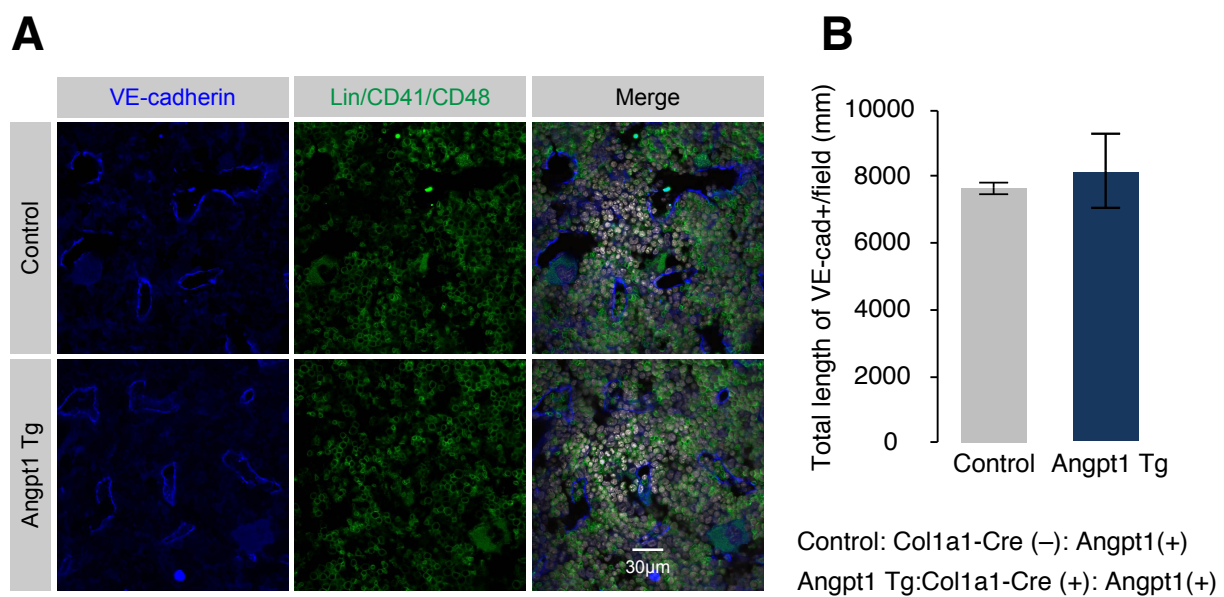 A
VE-cadherin
Lin/CD41/CD48
Merge
Control
Angpt1 Tg
30μm
B
Total length of VE-cad+/field (mm)
10000
8000
6000
4000
2000
0
Control
Angpt1 Tg
Control: Col1a1-Cre (–): Angpt1(+)
Angpt1 Tg:Col1a1-Cre (+): Angpt1(+)